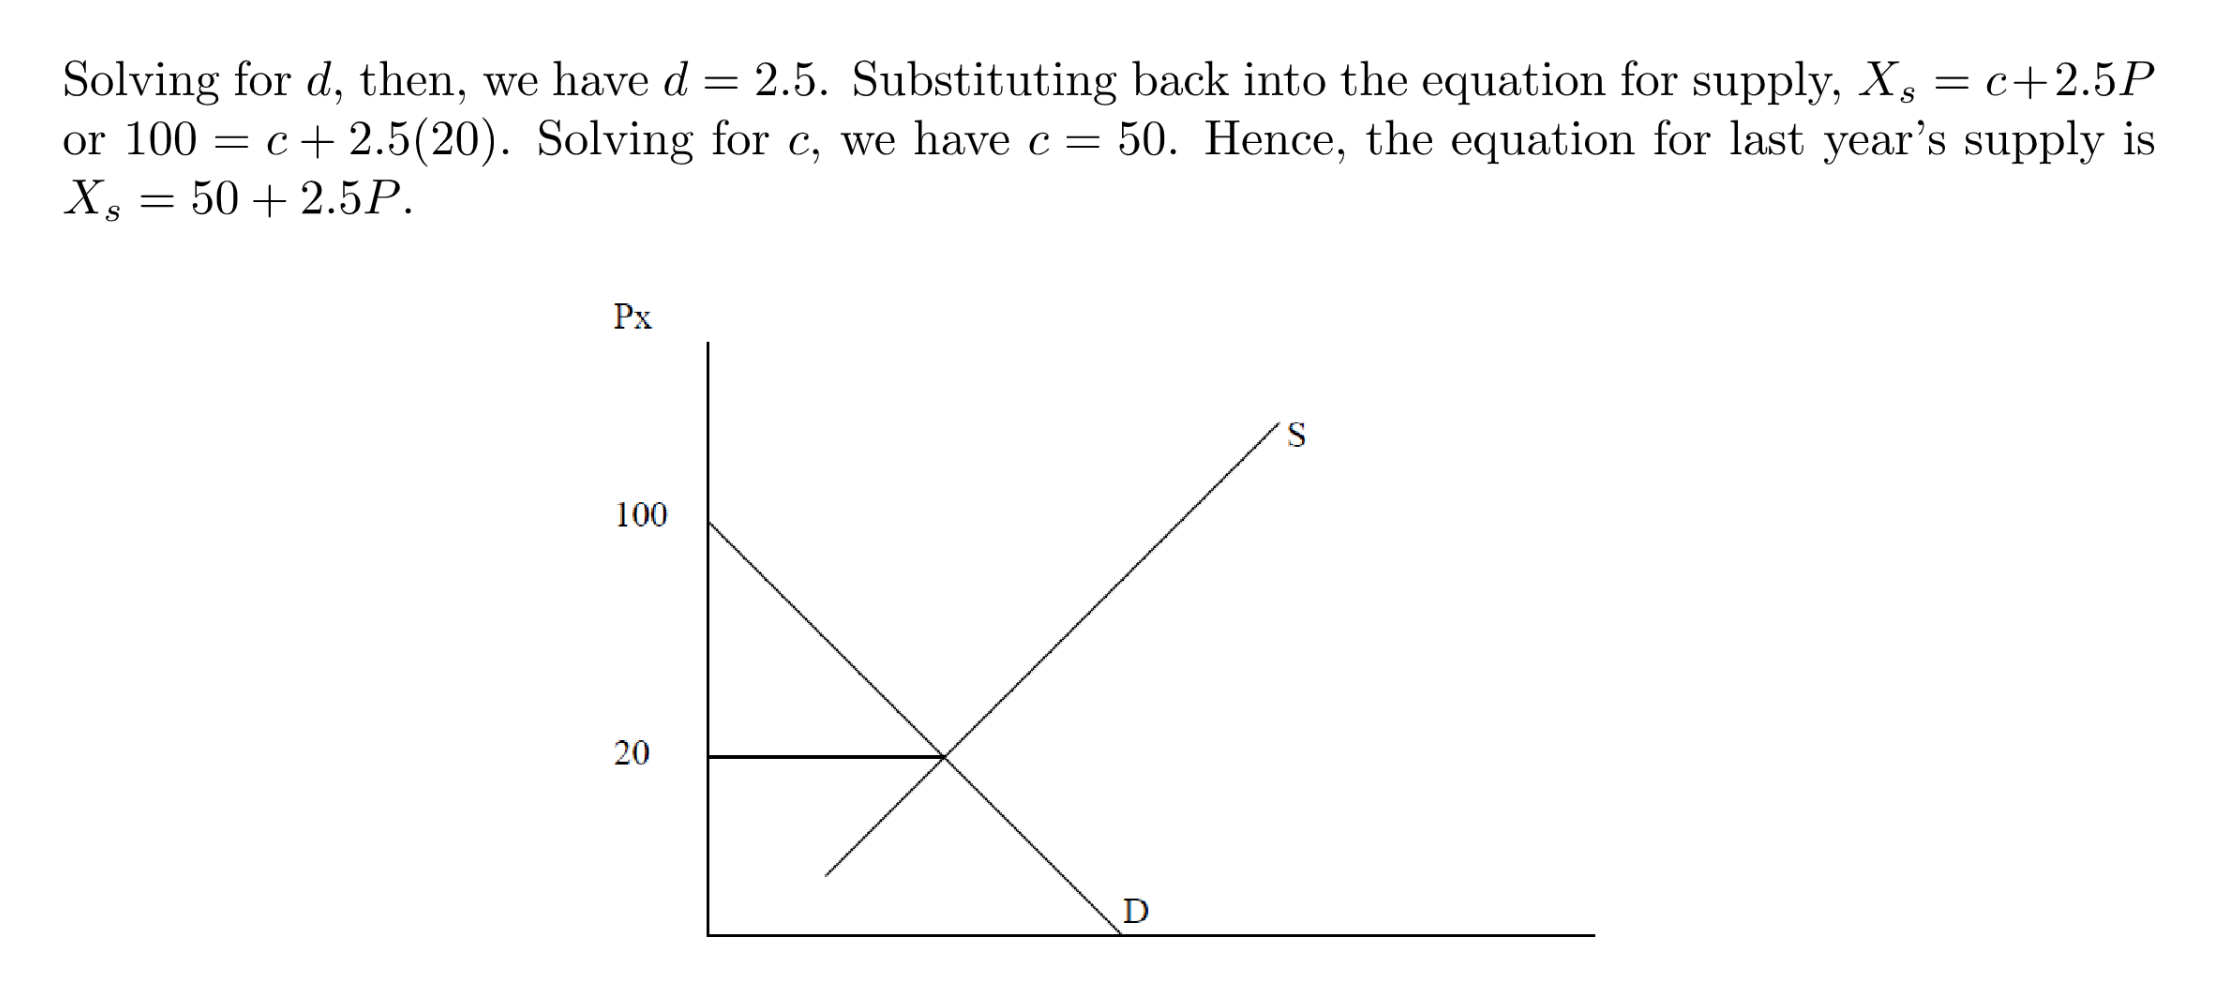 Solving for d, then, we have d = 2.5. Substituting back into the equation for supply, Xₛ = c+2.5P
or 100 = c + 2.5(20). Solving for c, we have c = 50. Hence, the equation for last year’s supply is
Xₛ = 50 + 2.5P.
Px
S
100
20
D